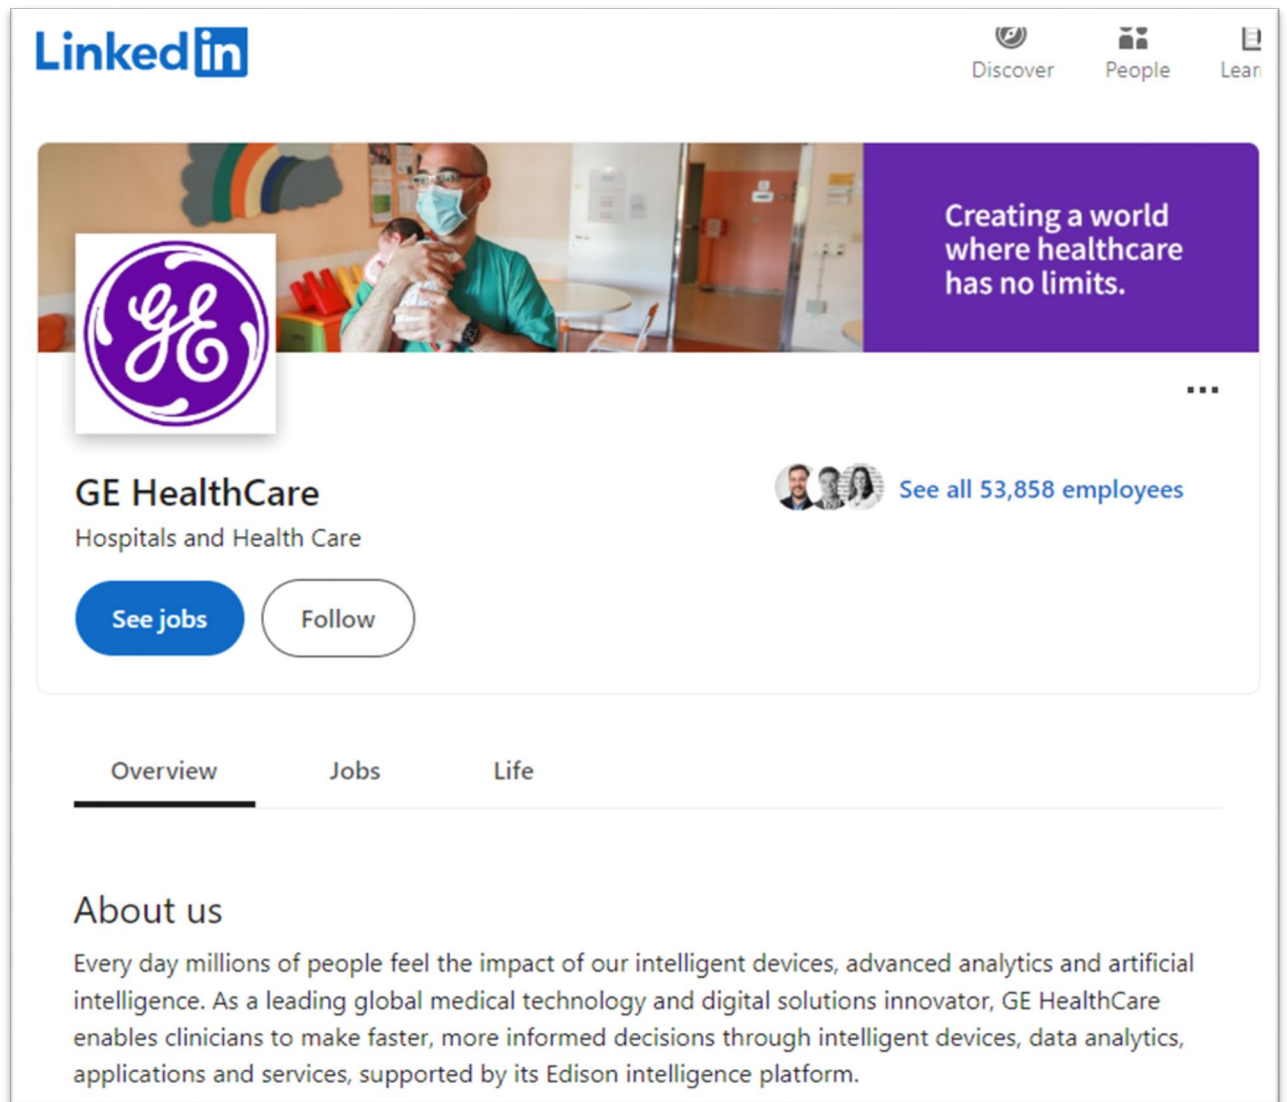 Linkedin
Discover
People
Lear
Creating a world
where healthcare
has no limits.
GE
GE HealthCare
Hospitals and Health Care
See all 53,858 employees
See jobs
Follow
Overview
Jobs
Life
About us
Every day millions of people feel the impact of our intelligent devices, advanced analytics and artificial
intelligence. As a leading global medical technology and digital solutions innovator, GE HealthCare
enables clinicians to make faster, more informed decisions through intelligent devices, data analytics,
applications and services, supported by its Edison intelligence platform.